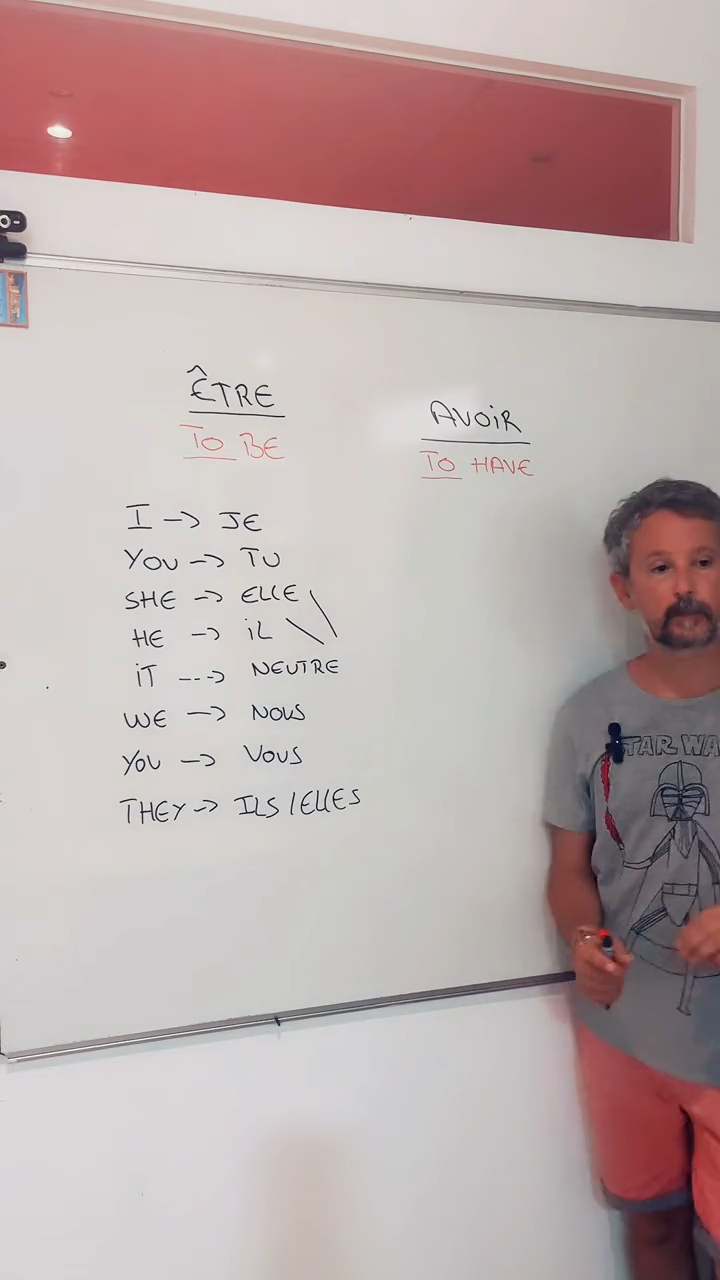 ÊTRE
TO BE
AVOIR
TO HAVE
I -> JE
YOU -> TU
SHE -> ELLE
HE -> iL
iT ---> NEUTRE
WE -> NOUS
YOU -> VOUS
THEY -> ILS / ELLES
STAR WA